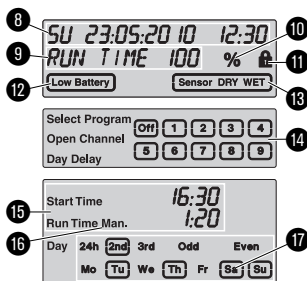 8 SU 23:05:2010 12:30
9 RUN TIME 100 % 10
11
12 Low Battery Sensor DRY WET 13
Select Program Off 1 2 3 4
Open Channel 14
Day Delay 5 6 7 8 9
15 Start Time 16:30
16 Run Time Man. 1:20
Day 24h 2nd 3rd Odd Even 17
Mo Tu We Th Fr Sa Su